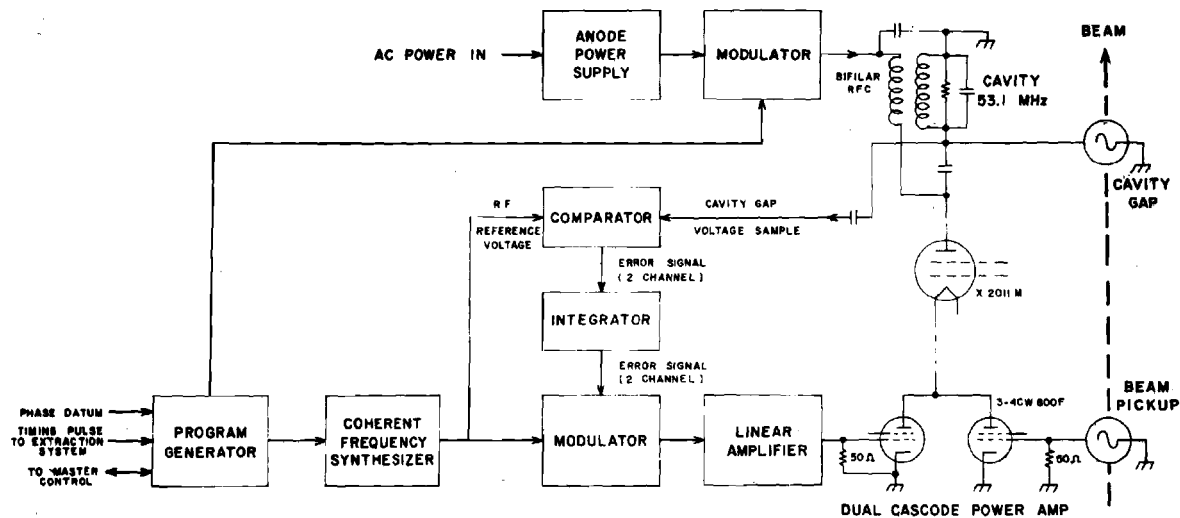 AC POWER IN
ANODE
POWER
SUPPLY
MODULATOR
BIFILAR
RFC
CAVITY
53.1 MHz
BEAM
CAVITY
GAP
RF
REFERENCE
VOLTAGE
COMPARATOR
CAVITY GAP
VOLTAGE SAMPLE
ERROR SIGNAL
(2 CHANNEL)
INTEGRATOR
ERROR SIGNAL
(2 CHANNEL)
X 2011 M
BEAM
PICKUP
PHASE DATUM
TIMING PULSE
TO EXTRACTION
SYSTEM
TO MASTER
CONTROL
PROGRAM
GENERATOR
COHERENT
FREQUENCY
SYNTHESIZER
MODULATOR
LINEAR
AMPLIFIER
50Ω
3-4CW 800F
60Ω
DUAL CASCODE POWER AMP